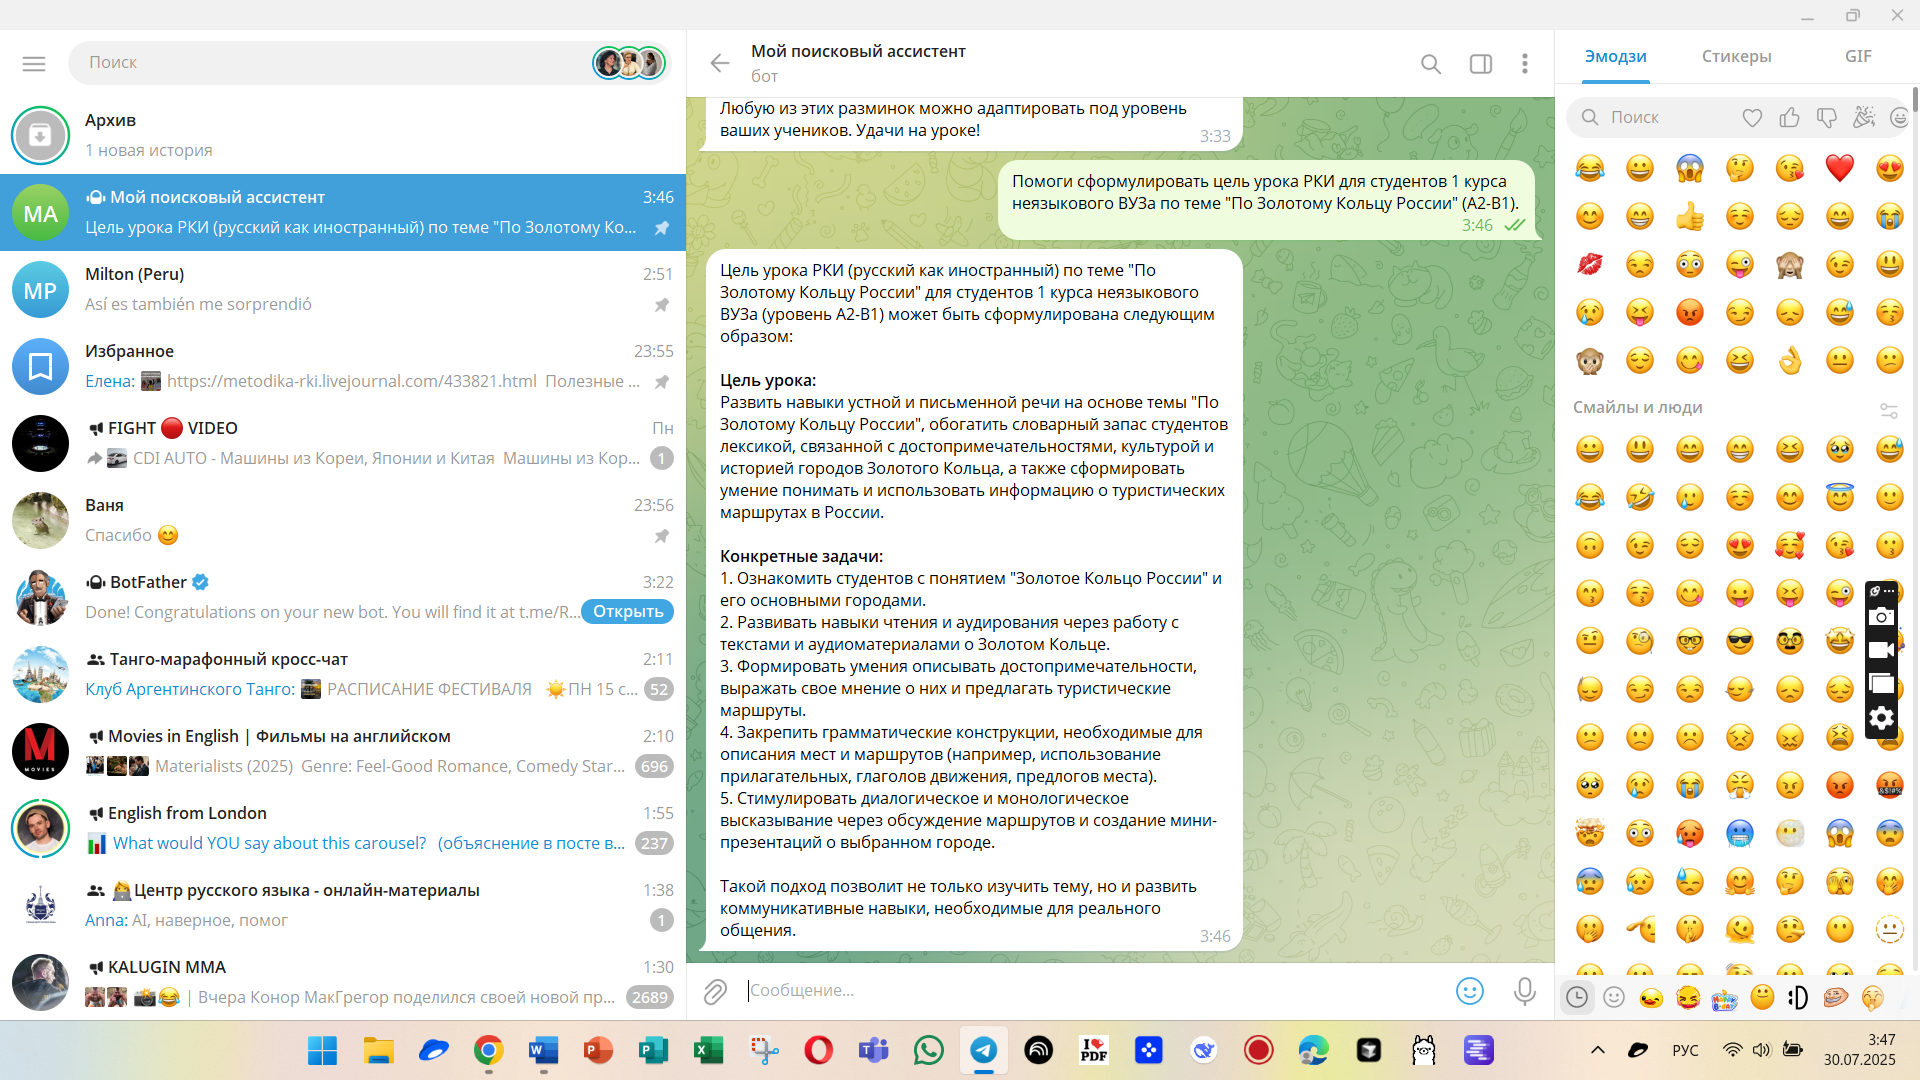 Поиск
Архив
1 новая история
МА
Мой поисковый ассистент
3:46
Цель урока РКИ (русский как иностранный) по теме "По Золотому Ко...
MP
Milton (Peru)
2:51
Así es también me sorprendió
Избранное
23:55
Елена: https://metodika-rki.livejournal.com/433821.html Полезные ...
FIGHT 🔴 VIDEO
Пн
CDI AUTO - Машины из Кореи, Японии и Китая Машины из Кор...
1
Ваня
23:56
Спасибо 😊
BotFather
3:22
Done! Congratulations on your new bot. You will find it at t.me/R...
Открыть
Танго-марафонный кросс-чат
2:11
Клуб Аргентинского Танго: РАСПИСАНИЕ ФЕСТИВАЛЯ ☀️ПН 15 с...
52
M
MOVIES
Movies in English | Фильмы на английском
2:10
Materialists (2025) Genre: Feel-Good Romance, Comedy Star...
696
English from London
1:55
What would YOU say about this carousel? (объяснение в посте в...
237
Центр русского языка - онлайн-материалы
1:38
Anna: AI, наверное, помог
1
KALUGIN MMA
1:30
📸😂 | Вчера Конор МакГрегор поделился своей новой пр...
2689
Мой поисковый ассистент
бот
Любую из этих разминок можно адаптировать под уровень
ваших учеников. Удачи на уроке!
3:33
Помоги сформулировать цель урока РКИ для студентов 1 курса
неязыкового ВУЗа по теме "По Золотому Кольцу России" (А2-В1).
3:46
Цель урока РКИ (русский как иностранный) по теме "По
Золотому Кольцу России" для студентов 1 курса неязыкового
ВУЗа (уровень А2-В1) может быть сформулирована следующим
образом:
Цель урока:
Развить навыки устной и письменной речи на основе темы "По
Золотому Кольцу России", обогатить словарный запас студентов
лексикой, связанной с достопримечательностями, культурой и
историей городов Золотого Кольца, а также сформировать
умение понимать и использовать информацию о туристических
маршрутах в России.
Конкретные задачи:
1. Ознакомить студентов с понятием "Золотое Кольцо России" и
его основными городами.
2. Развивать навыки чтения и аудирования через работу с
текстами и аудиоматериалами о Золотом Кольце.
3. Формировать умения описывать достопримечательности,
выражать свое мнение о них и предлагать туристические
маршруты.
4. Закрепить грамматические конструкции, необходимые для
описания мест и маршрутов (например, использование
прилагательных, глаголов движения, предлогов места).
5. Стимулировать диалогическое и монологическое
высказывание через обсуждение маршрутов и создание мини-
презентаций о выбранном городе.
Такой подход позволит не только изучить тему, но и развить
коммуникативные навыки, необходимые для реального
общения.
3:46
Сообщение...
Эмодзи
Стикеры
GIF
Поиск
Смайлы и люди
I ❤ PDF
РУС
3:47
30.07.2025